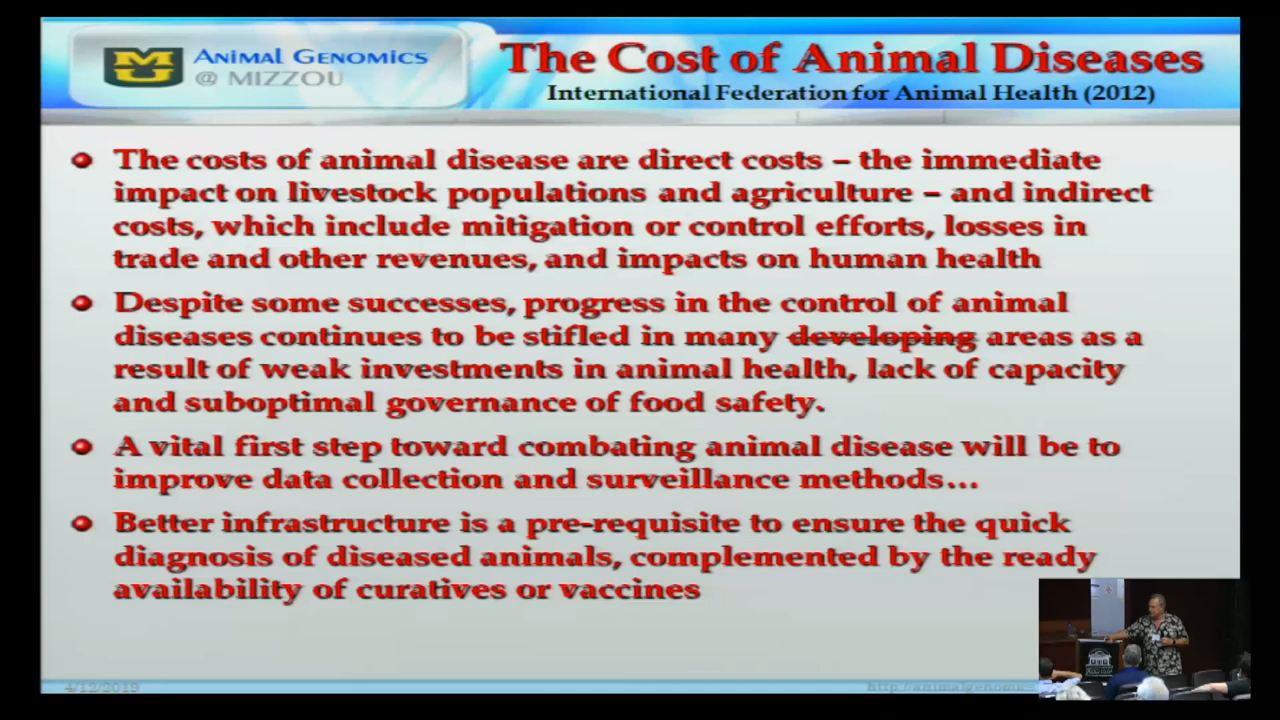 MU
Animal Genomics
@ MIZZOU
The Cost of Animal Diseases
International Federation for Animal Health (2012)
The costs of animal disease are direct costs – the immediate
impact on livestock populations and agriculture – and indirect
costs, which include mitigation or control efforts, losses in
trade and other revenues, and impacts on human health
Despite some successes, progress in the control of animal
diseases continues to be stifled in many developing areas as a
result of weak investments in animal health, lack of capacity
and suboptimal governance of food safety.
A vital first step toward combating animal disease will be to
improve data collection and surveillance methods…
Better infrastructure is a pre-requisite to ensure the quick
diagnosis of diseased animals, complemented by the ready
availability of curatives or vaccines
4/12/2019